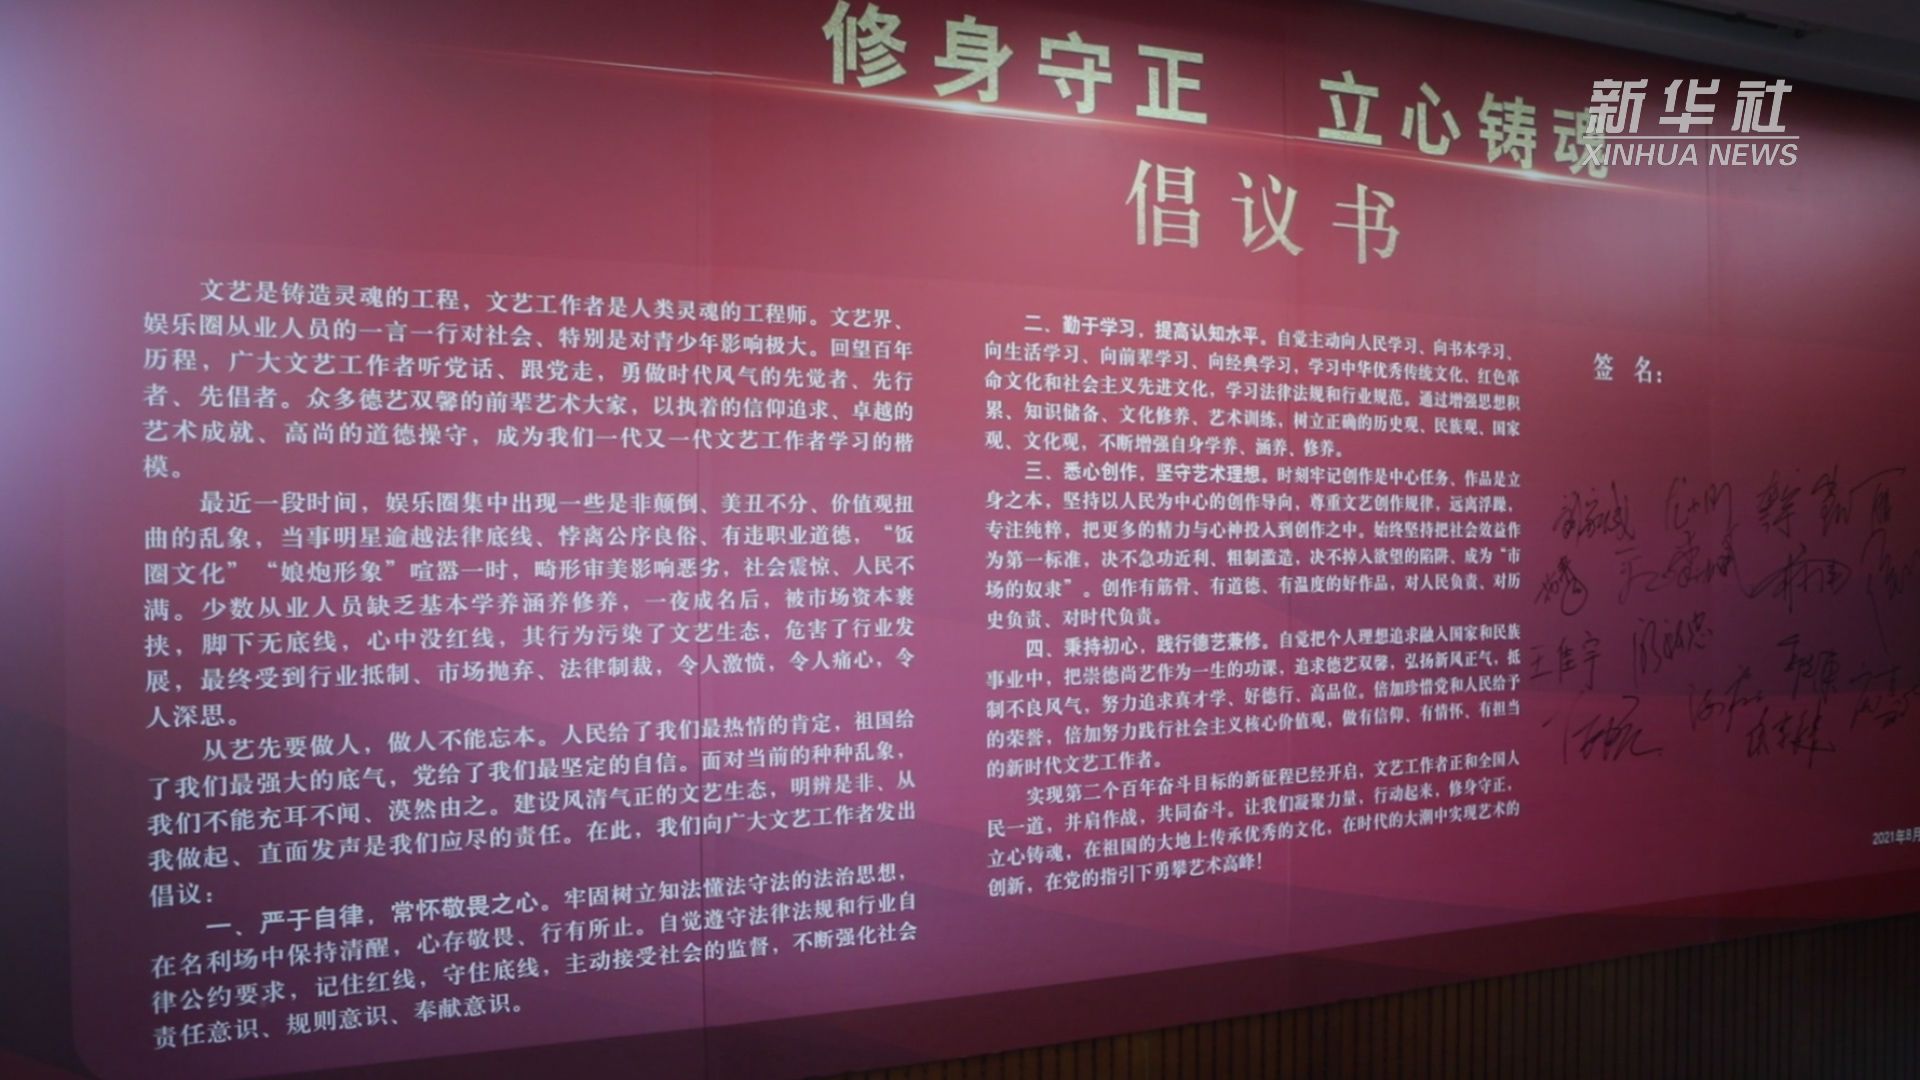 修身守正 立心铸魂
新华社
XINHUA NEWS
倡议书
文艺是铸造灵魂的工程，文艺工作者是人类灵魂的工程师。文艺界、
娱乐圈从业人员的一言一行对社会、特别是对青少年影响极大。回望百年
历程，广大文艺工作者听党话、跟党走，勇做时代风气的先觉者、先行
者、先倡者。众多德艺双馨的前辈艺术大家，以执着的信仰追求、卓越的
艺术成就、高尚的道德操守，成为我们一代又一代文艺工作者学习的楷
模。
最近一段时间，娱乐圈集中出现一些是非颠倒、美丑不分、价值观扭
曲的乱象，当事明星逾越法律底线、悖离公序良俗、有违职业道德，“饭
圈文化”“娘炮形象”喧嚣一时，畸形审美影响恶劣，社会震惊、人民不
满。少数从业人员缺乏基本学养涵养修养，一夜成名后，被市场资本裹
挟，脚下无底线，心中没红线，其行为污染了文艺生态，危害了行业发
展，最终受到行业抵制、市场抛弃、法律制裁，令人激愤，令人痛心，令
人深思。
从艺先要做人，做人不能忘本。人民给了我们最热情的肯定，祖国给
了我们最强大的底气，党给了我们最坚定的自信。面对当前的种种乱象，
我们不能充耳不闻、漠然由之。建设风清气正的文艺生态，明辨是非、从
我做起、直面发声是我们应尽的责任。在此，我们向广大文艺工作者发出
倡议：
一、严于自律，常怀敬畏之心。牢固树立知法懂法守法的法治思想，
在名利场中保持清醒，心存敬畏、行有所止。自觉遵守法律法规和行业自
律公约要求，记住红线，守住底线，主动接受社会的监督，不断强化社会
责任意识、规则意识、奉献意识。
二、勤于学习，提高认知水平。自觉主动向人民学习、向书本学习、
向生活学习、向前辈学习、向经典学习，学习中华优秀传统文化、红色革
命文化和社会主义先进文化，学习法律法规和行业规范。通过增强思想积
累、知识储备、文化修养、艺术训练，树立正确的历史观、民族观、国家
观、文化观，不断增强自身学养、涵养、修养。
三、悉心创作，坚守艺术理想。时刻牢记创作是中心任务、作品是立
身之本，坚持以人民为中心的创作导向，尊重文艺创作规律，远离浮躁，
专注纯粹，把更多的精力与心神投入到创作之中。始终坚持把社会效益作
为第一标准，决不急功近利、粗制滥造，决不掉入欲望的陷阱、成为“市
场的奴隶”。创作有筋骨、有道德、有温度的好作品，对人民负责、对历
史负责、对时代负责。
四、秉持初心，践行德艺兼修。自觉把个人理想追求融入国家和民族
事业中，把崇德尚艺作为一生的功课，追求德艺双馨，弘扬新风正气，抵
制不良风气，努力追求真才学、好德行、高品位。倍加珍惜党和人民给予
的荣誉，倍加努力践行社会主义核心价值观，做有信仰、有情怀、有担当
的新时代文艺工作者。
实现第二个百年奋斗目标的新征程已经开启，文艺工作者正和全国人
民一道，并肩作战，共同奋斗。让我们凝聚力量，行动起来，修身守正，
立心铸魂，在祖国的大地上传承优秀的文化，在时代的大潮中实现艺术的
创新，在党的指引下勇攀艺术高峰！
签 名：
王佳宇
2021年8月